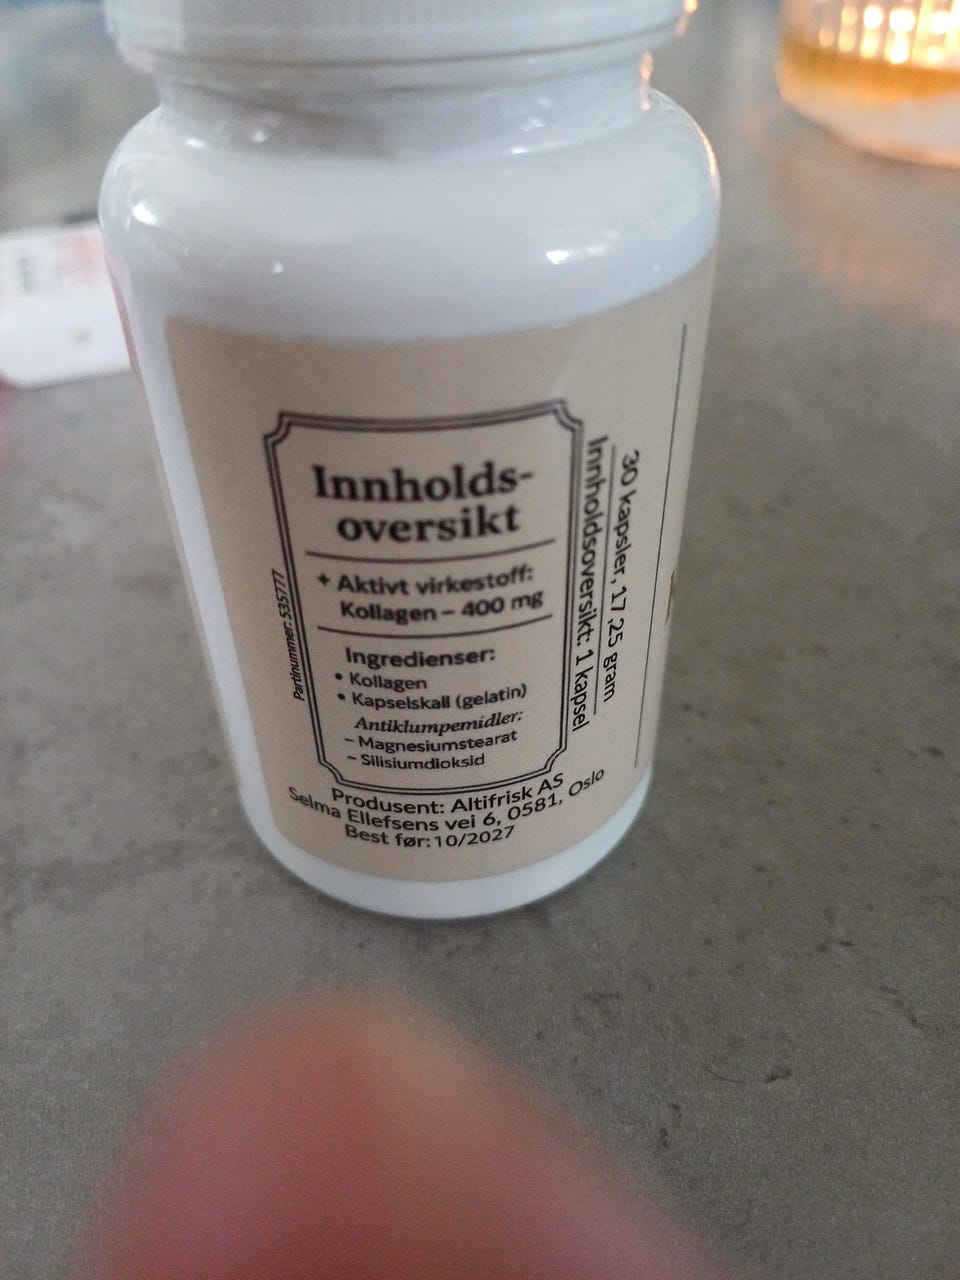 Innholds-
oversikt
+ Aktivt virkestoff:
Kollagen – 400 mg
Ingredienser:
• Kollagen
• Kapselskall (gelatin)
Antiklumpemidler:
– Magnesiumstearat
– Silisiumdioksid
Produsent: Altifrisk AS
Selma Ellefsens vei 6, 0581, Oslo
Best før: 10/2027
Partinummer: 535777
30 kapsler, 17,25 gram
Innholdsoversikt: 1 kapsel